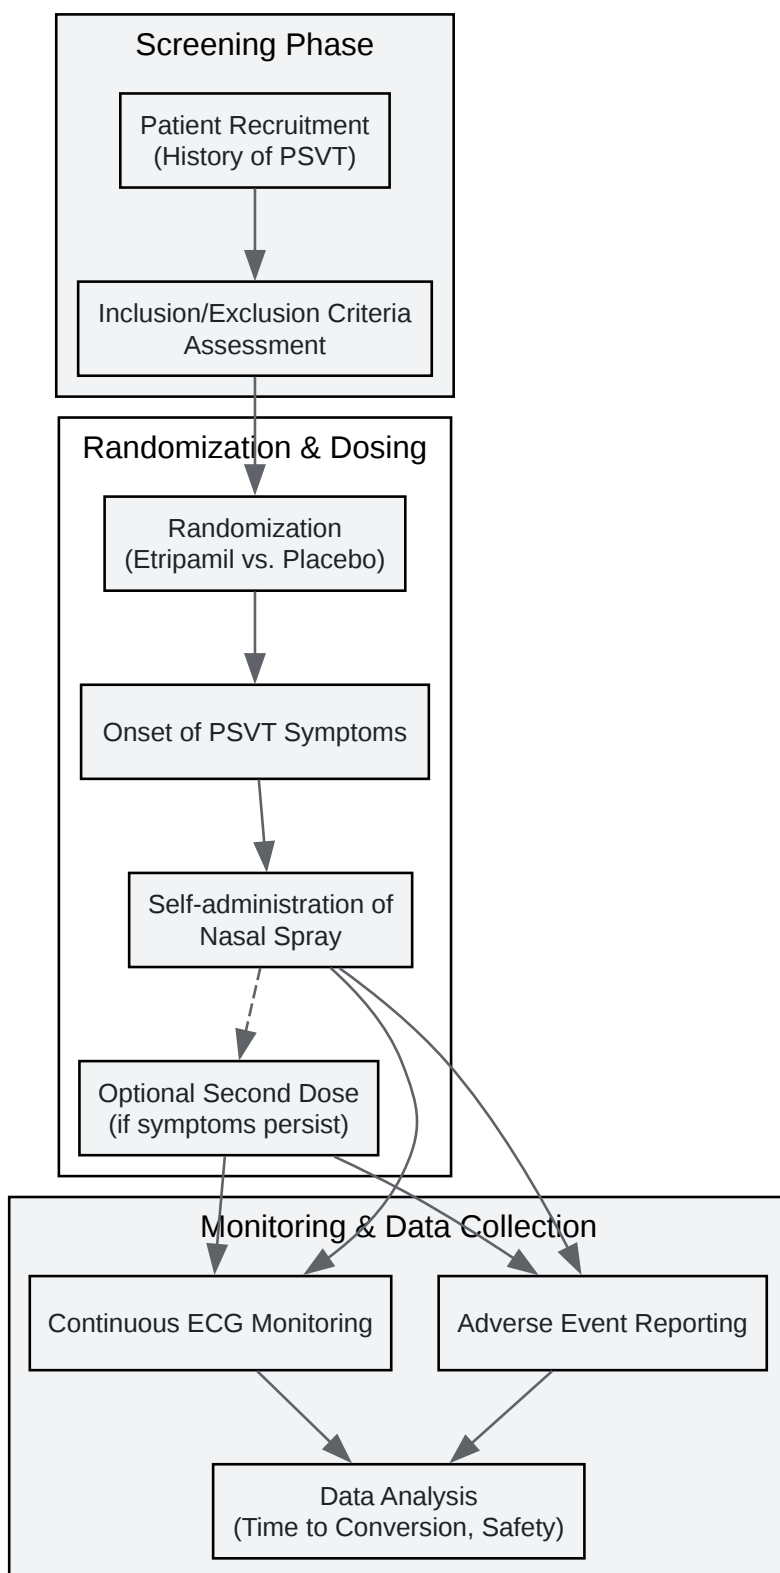 Screening Phase
Patient Recruitment
(History of PSVT)
Inclusion/Exclusion Criteria
Assessment
Randomization & Dosing
Randomization
(Etripamil vs. Placebo)
Onset of PSVT Symptoms
Self-administration of
Nasal Spray
Optional Second Dose
(if symptoms persist)
Monitoring & Data Collection
Continuous ECG Monitoring
Adverse Event Reporting
Data Analysis
(Time to Conversion, Safety)